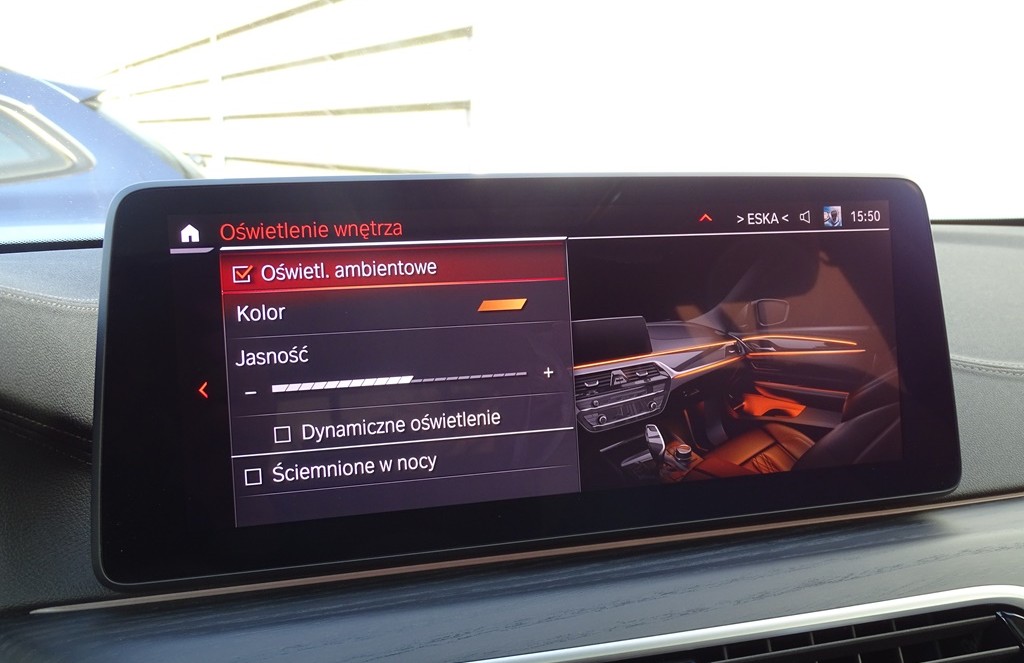 Oświetlenie wnętrza
> ESKA <
15:50
Oświetl. ambientowe
Kolor
Jasność
− +
Dynamiczne oświetlenie
Ściemnione w nocy